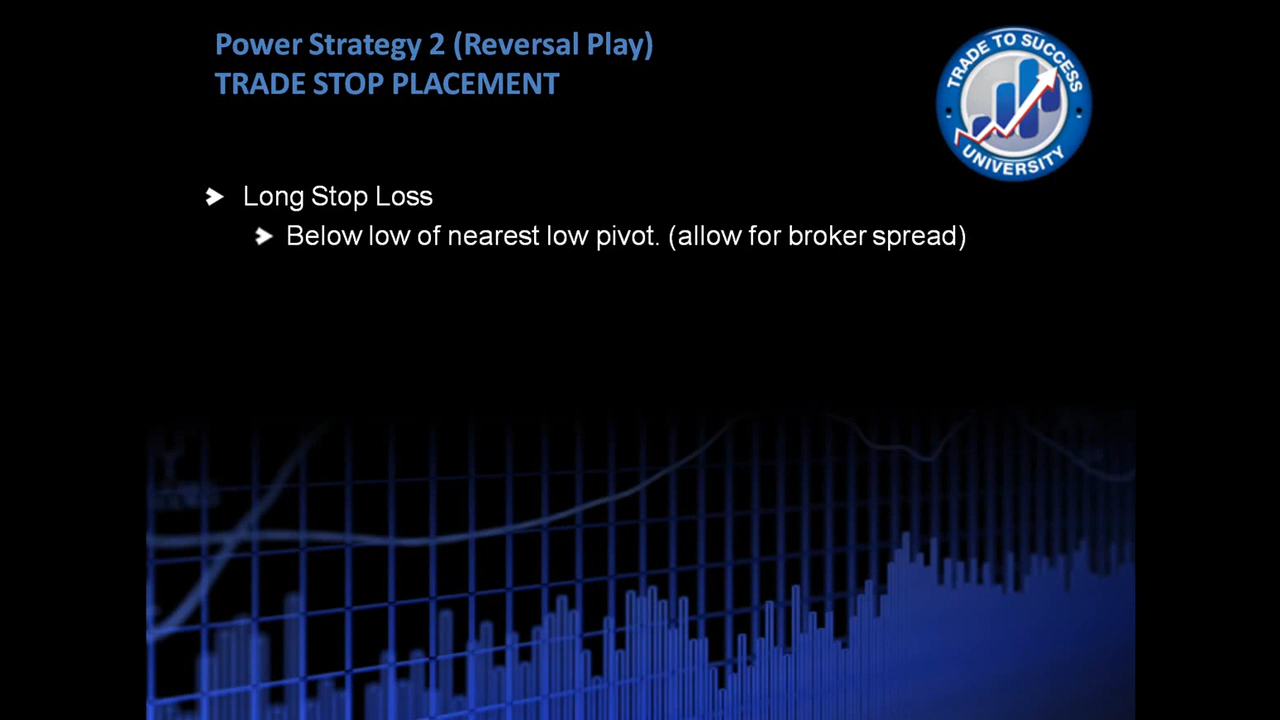 Power Strategy 2 (Reversal Play)
TRADE STOP PLACEMENT
TRADE TO SUCCESS
UNIVERSITY
Long Stop Loss
Below low of nearest low pivot. (allow for broker spread)